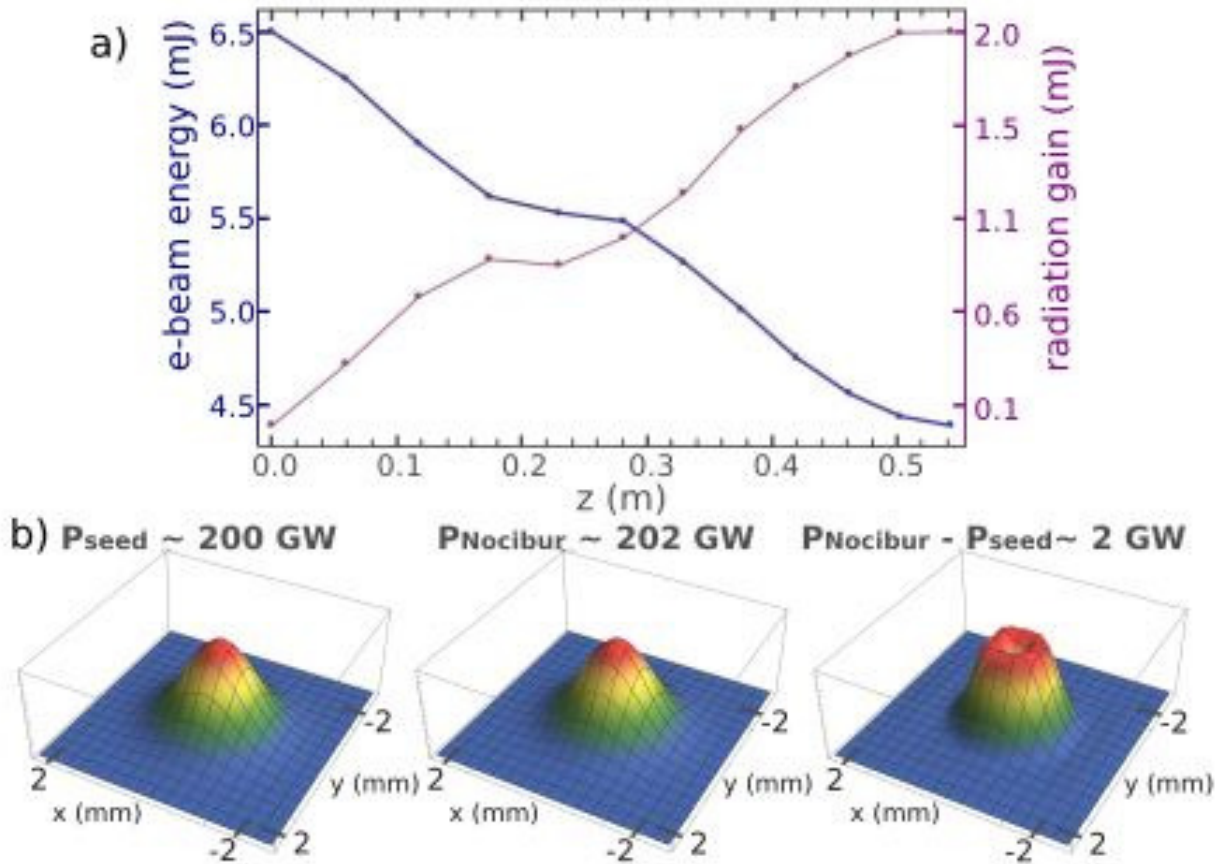 a)
e-beam energy (mJ)
6.5
6.0
5.5
5.0
4.5
radiation gain (mJ)
2.0
1.5
1.1
0.6
0.1
0.0 0.1 0.2 0.3 0.4 0.5
z (m)
b) Pseed ~ 200 GW PNocibur ~ 202 GW PNocibur - Pseed~ 2 GW
2 x (mm) -2 2 y (mm) -2
2 x (mm) -2 2 y (mm) -2
2 x (mm) -2 2 y (mm) -2